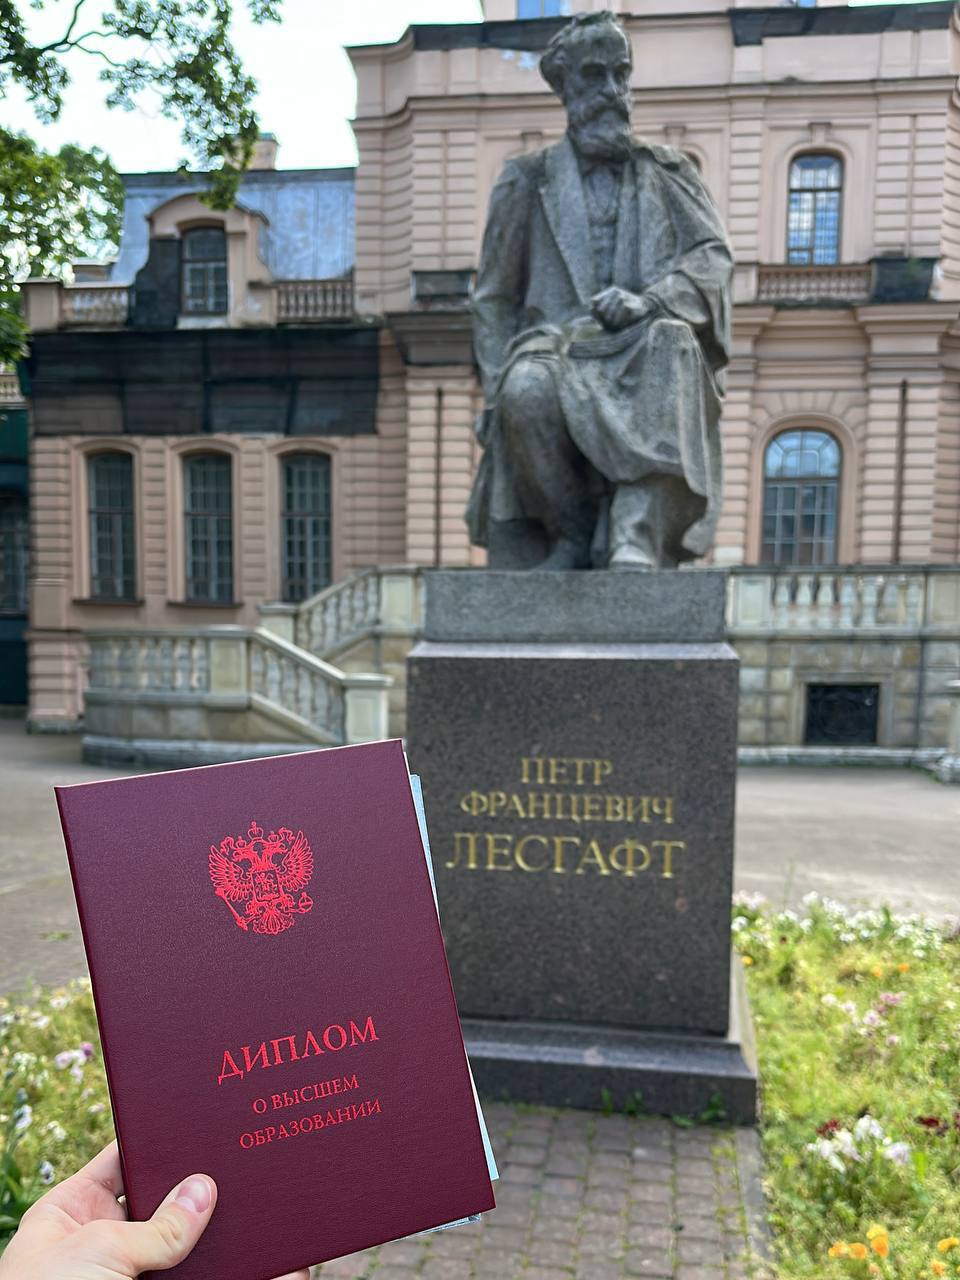 ПЕТР
ФРАНЦЕВИЧ
ЛЕСГАФТ
ДИПЛОМ
О ВЫСШЕМ
ОБРАЗОВАНИИ